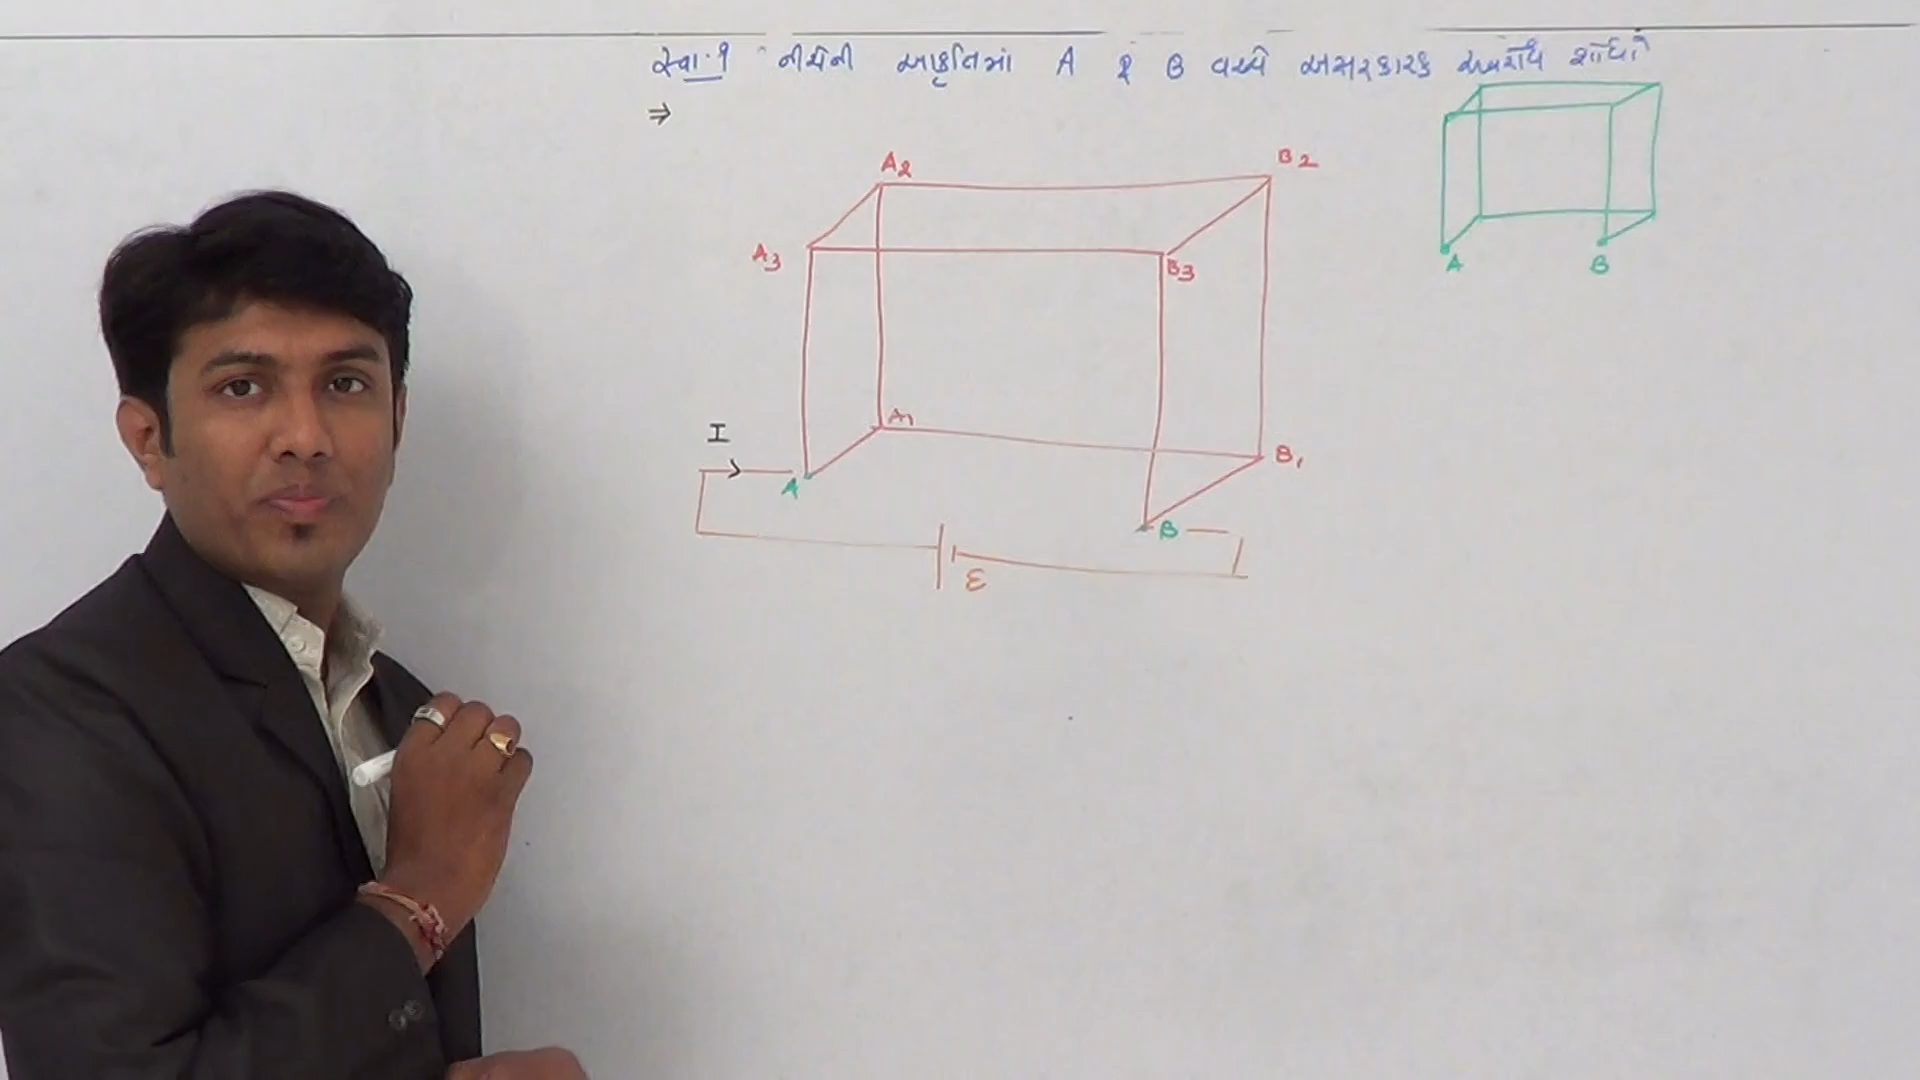 સ્વા.૧ નીચેની આકૃતિમાં A ર B વચ્ચે અસરકારક અવરોધ શોધો
⇒
A2 B2
A3 B3
A1
I
B1
A
B
E
A B